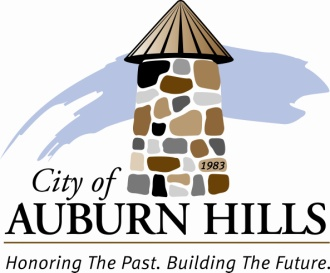 1983
City of
AUBURN HILLS
Honoring The Past. Building The Future.